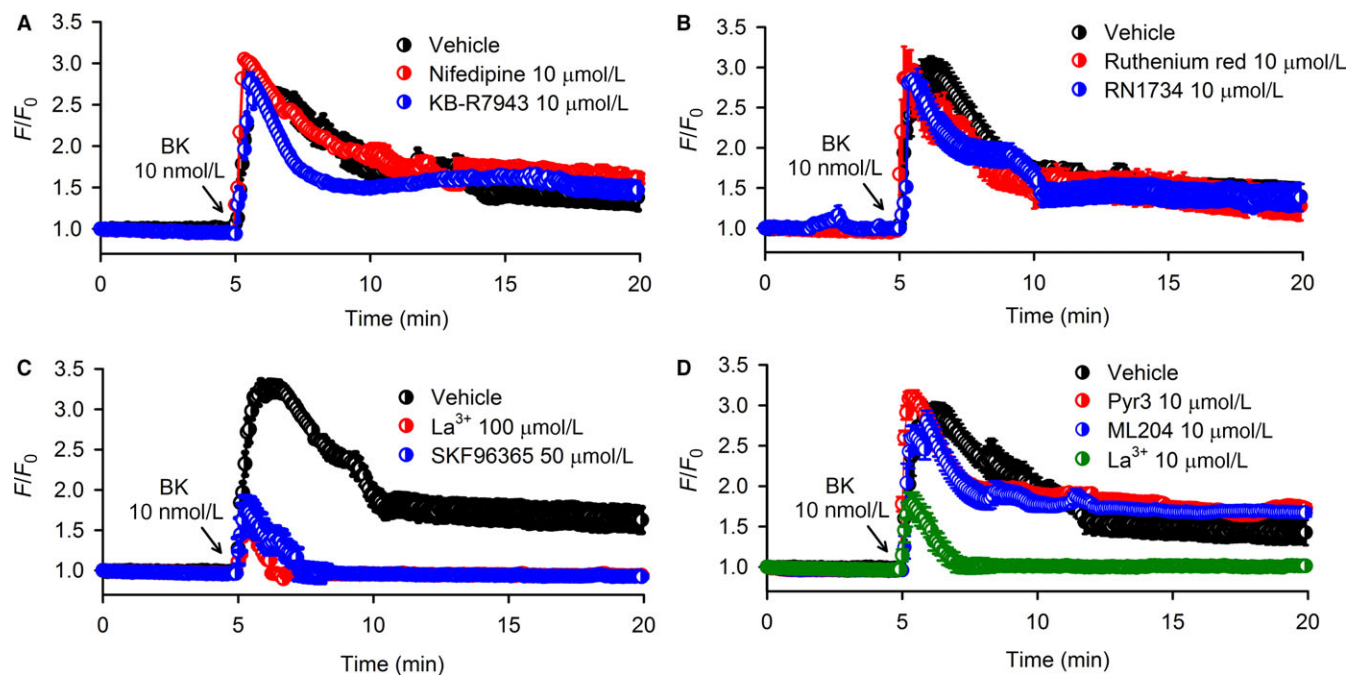 A
3.5
3.0
2.5
2.0
1.5
1.0
F/F0
Vehicle
Nifedipine 10 μmol/L
KB-R7943 10 μmol/L
BK
10 nmol/L
0 5 10 15 20
Time (min)
B
3.5
3.0
2.5
2.0
1.5
1.0
F/F0
Vehicle
Ruthenium red 10 μmol/L
RN1734 10 μmol/L
BK
10 nmol/L
0 5 10 15 20
Time (min)
C
3.5
3.0
2.5
2.0
1.5
1.0
F/F0
Vehicle
La³⁺ 100 μmol/L
SKF96365 50 μmol/L
BK
10 nmol/L
0 5 10 15 20
Time (min)
D
3.5
3.0
2.5
2.0
1.5
1.0
F/F0
Vehicle
Pyr3 10 μmol/L
ML204 10 μmol/L
La³⁺ 10 μmol/L
BK
10 nmol/L
0 5 10 15 20
Time (min)